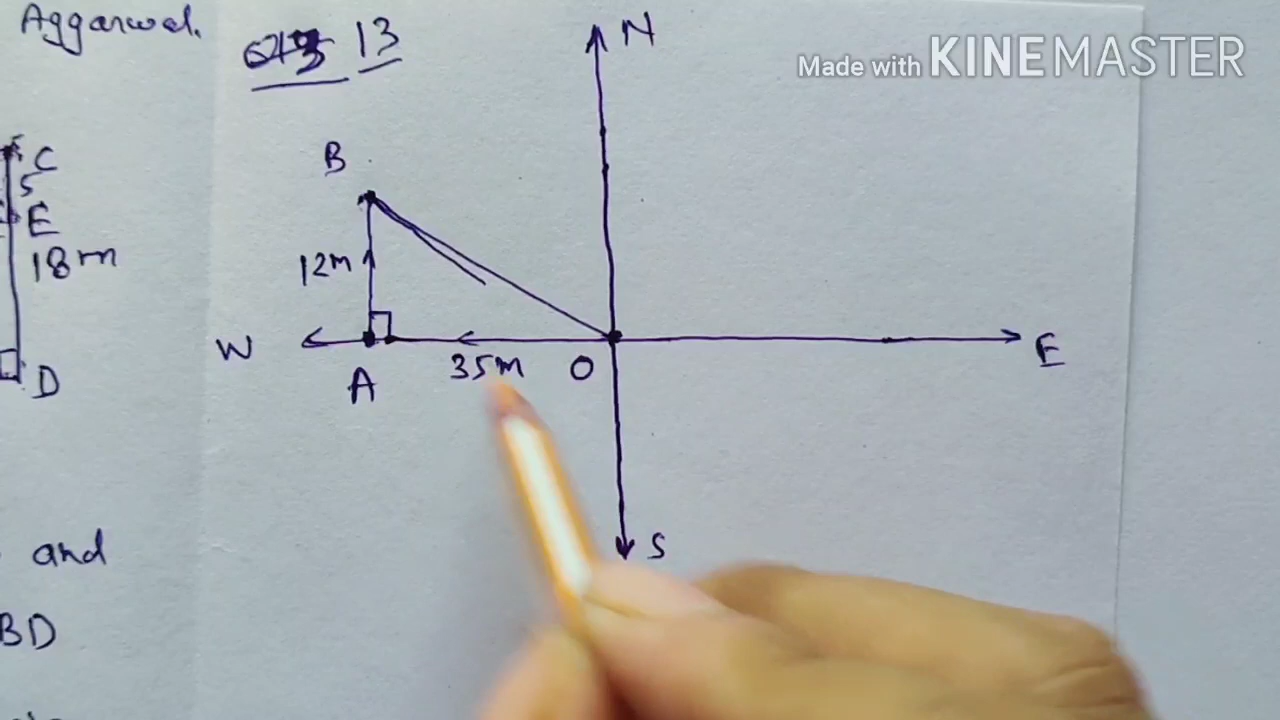 Aggarwal.
13
N
Made with KINEMASTER
B
C
5
E
12m
18m
W
E
35m
O
A
D
S
and
BD